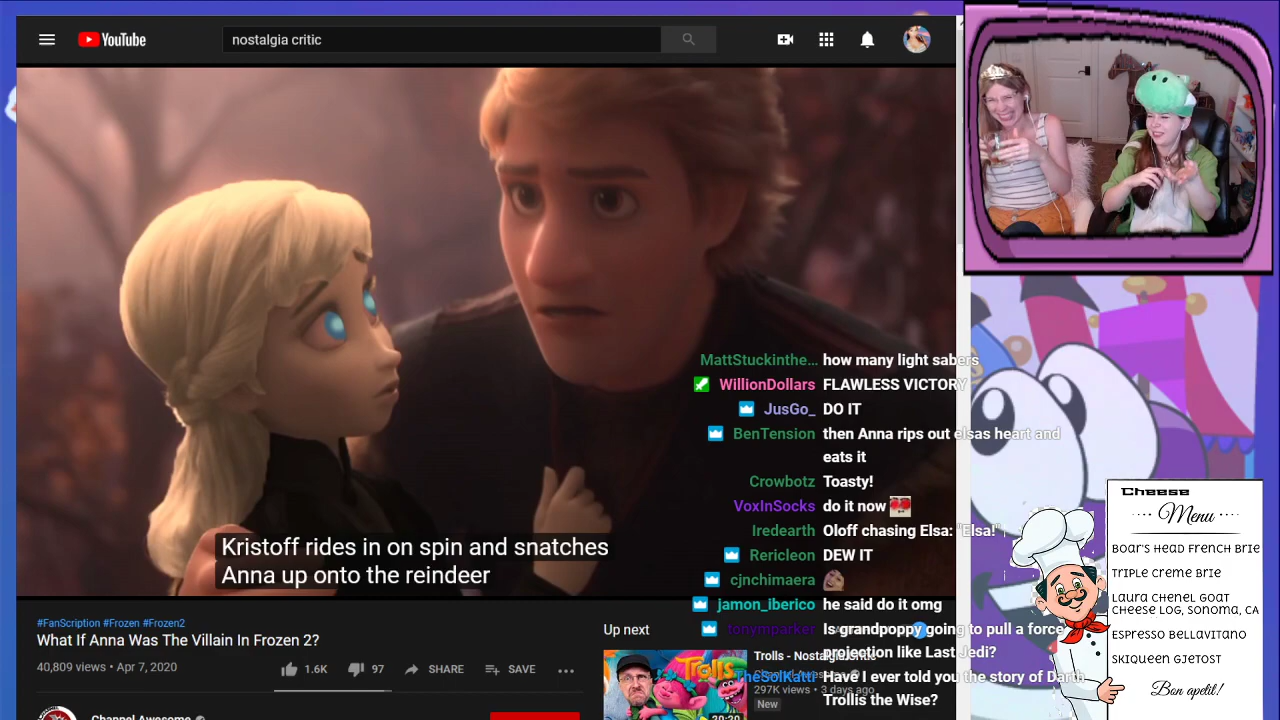 YouTube
nostalgia critic
Kristoff rides in on spin and snatches
Anna up onto the reindeer
#FanScription #Frozen #Frozen2
What If Anna Was The Villain In Frozen 2?
40,809 views • Apr 7, 2020
1.6K
97
SHARE
SAVE
Channel Awesome
Up next
Trolls - Nostalgia
TROLLS
297K views • 3 days ago
New
20:20
MattStuckinthe... how many light sabers
WillionDollars FLAWLESS VICTORY
JusGo_ DO IT
BenTension then Anna rips out elsas heart and
eats it
Crowbotz Toasty!
VoxInSocks do it now
Iredearth Oloff chasing Elsa: "Elsa!"
Rericleon DEW IT
cjnchimaera
jamon_iberico he said do it omg
tonymparker Is grandpoppy going to pull a force
projection like Last Jedi?
TheSolKatti Have I ever told you the story of Darth
Trollis the Wise?
Cheese
Menu
BOAR'S HEAD FRENCH BRIE
TRIPLE CREME BRIE
LAURA CHENEL GOAT
CHEESE LOG, SONOMA, CA
ESPRESSO BELLAVITANO
SKIQUEEN GJETOST
Bon apetil!